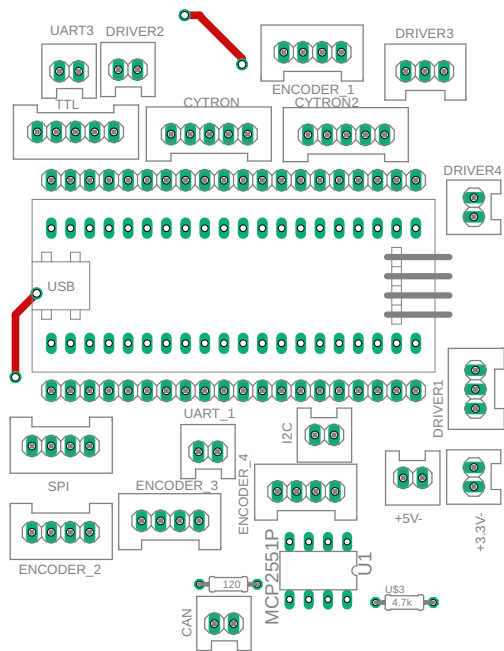 UART3
DRIVER2
ENCODER_1
DRIVER3
TTL
CYTRON
CYTRON2
DRIVER4
USB
DRIVER1
UART_1
I2C
SPI
ENCODER_3
ENCODER_4
+5V-
+3.3V-
ENCODER_2
MCP2551P
U1
120
U$3
4.7k
CAN